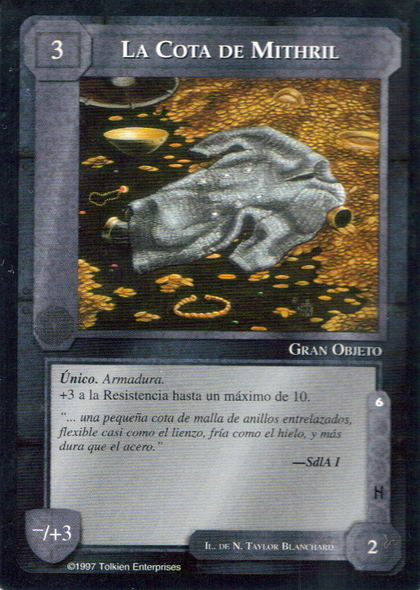 3
LA COTA DE MITHRIL
GRAN OBJETO
Único. Armadura.
+3 a la Resistencia hasta un máximo de 10.
"... una pequeña cota de malla de anillos entrelazados,
flexible casi como el lienzo, fría como el hielo, y más
dura que el acero."
—SdlA I
6
–/+3
IL. DE N. TAYLOR BLANCHARD
2
©1997 Tolkien Enterprises